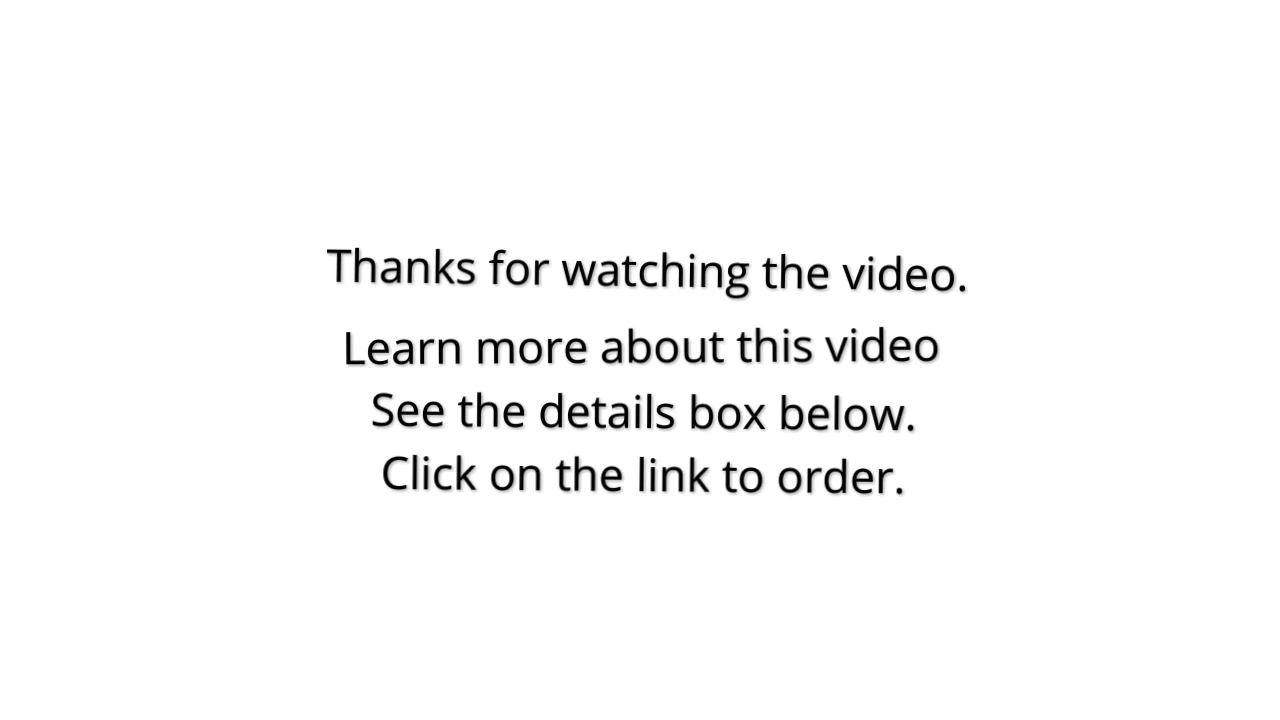 Thanks for watching the video.
Learn more about this video
See the details box below.
Click on the link to order.